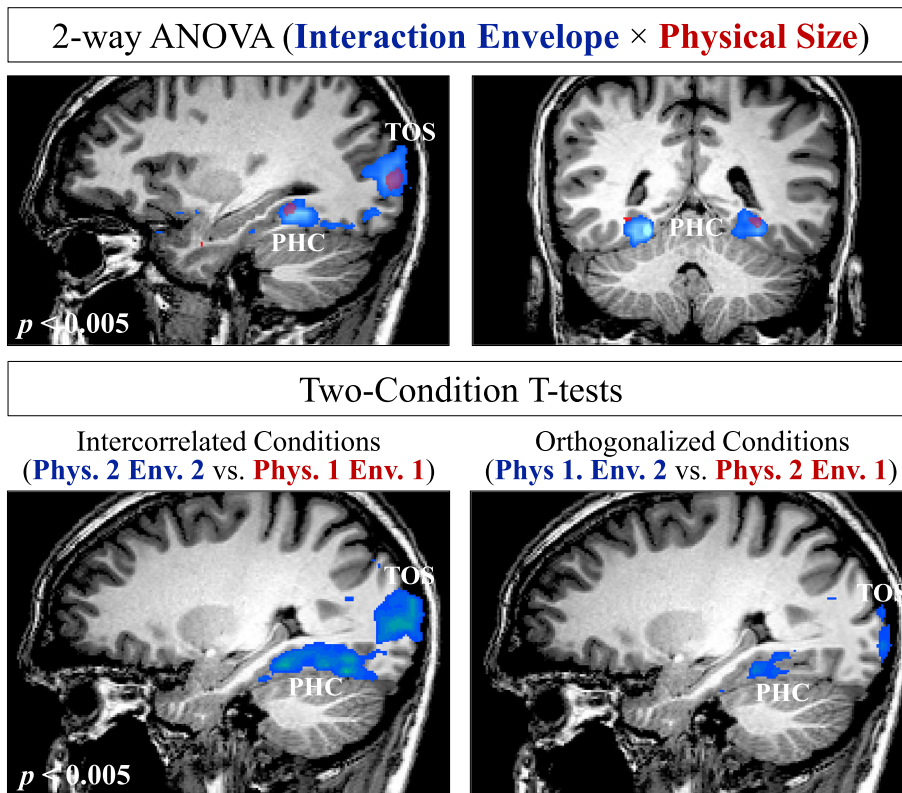 2-way ANOVA (Interaction Envelope × Physical Size)
TOS
PHC
p < 0.005
PHC
Two-Condition T-tests
Intercorrelated Conditions
(Phys. 2 Env. 2 vs. Phys. 1 Env. 1)
TOS
PHC
p < 0.005
Orthogonalized Conditions
(Phys 1. Env. 2 vs. Phys. 2 Env. 1)
TOS
PHC